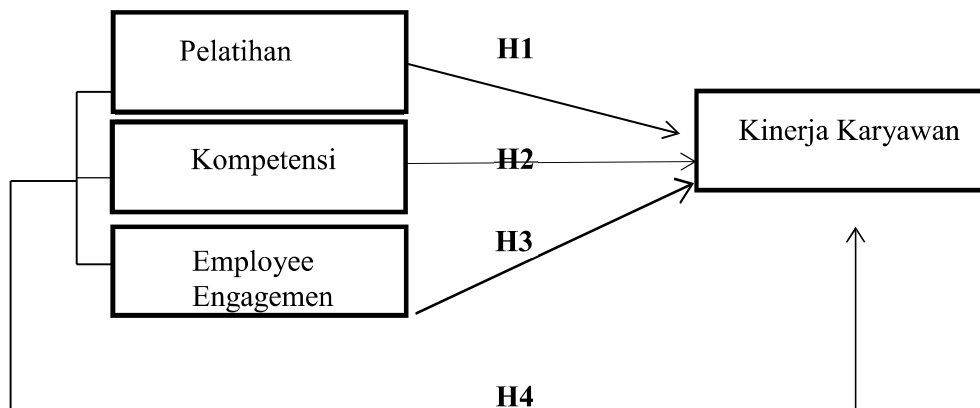 Pelatihan
H1
Kinerja Karyawan
Kompetensi
H2
H3
Employee
Engagemen
H4